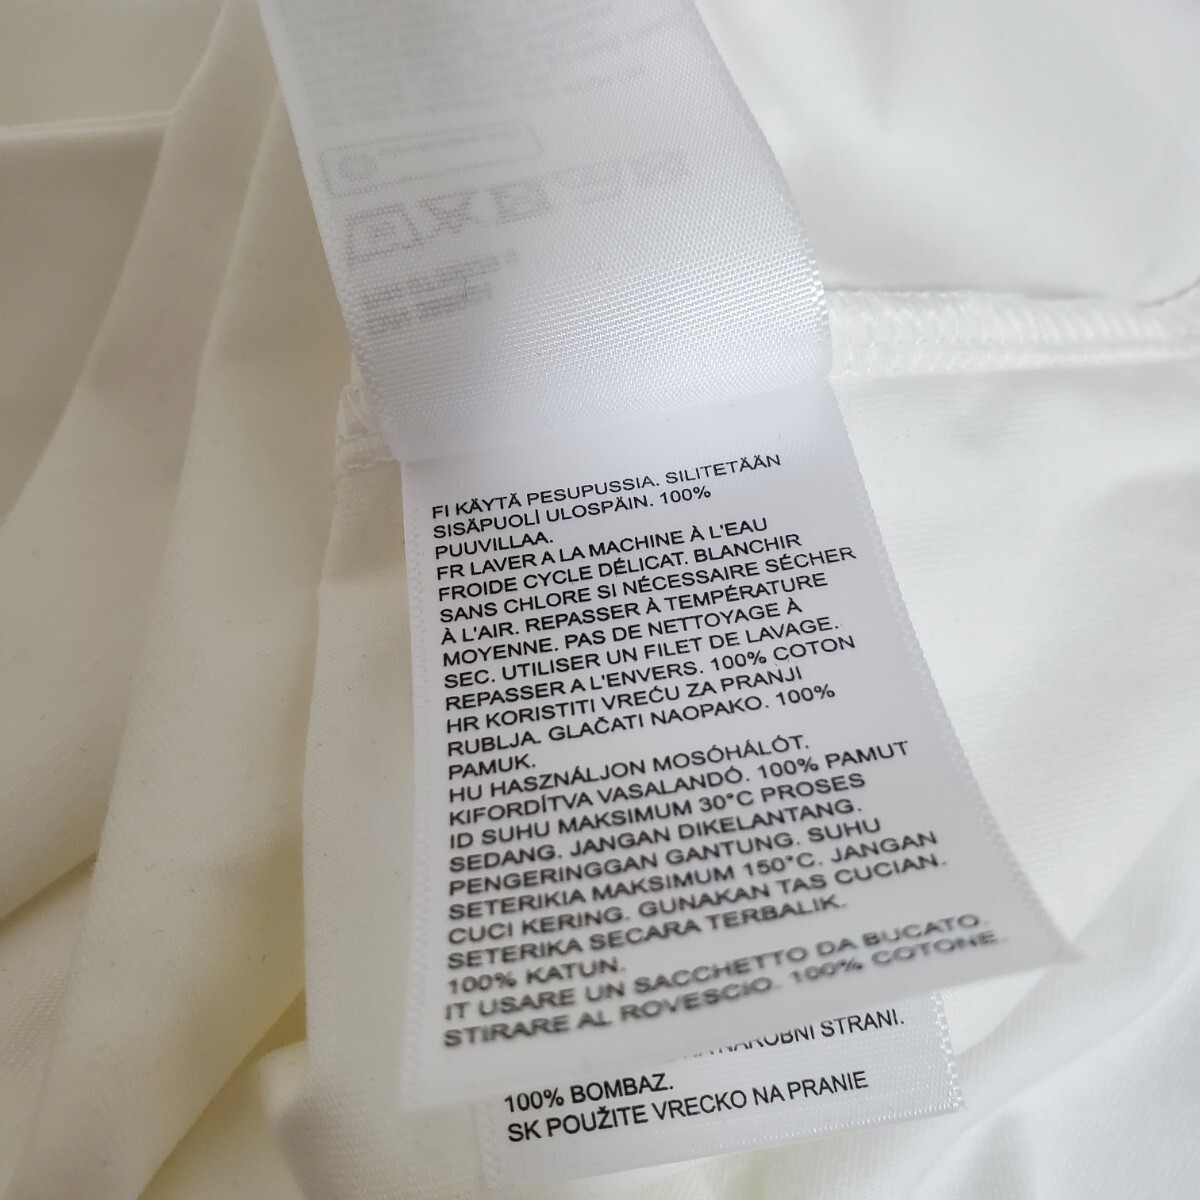 FI KÄYTÄ PESUPUSSIA. SILITETÄÄN
SISÄPUOLI ULOSPÄIN. 100%
PUUVILLAA.
FR LAVER A LA MACHINE À L'EAU
FROIDE CYCLE DÉLICAT. BLANCHIR
SANS CHLORE SI NÉCESSAIRE SÉCHER
À L'AIR. REPASSER À TEMPÉRATURE
MOYENNE. PAS DE NETTOYAGE À
SEC. UTILISER UN FILET DE LAVAGE.
REPASSER A L'ENVERS. 100% COTON
HR KORISTITI VREĆU ZA PRANJI
RUBLJA. GLAČATI NAOPAKO. 100%
PAMUK.
HU HASZNÁLJON MOSÓHÁLÓT.
KIFORDÍTVA VASALANDÓ. 100% PAMUT
ID SUHU MAKSIMUM 30°C PROSES
SEDANG. JANGAN DIKELANTANG.
PENGERINGGAN GANTUNG. SUHU
SETERIKIA MAKSIMUM 150°C. JANGAN
CUCI KERING. GUNAKAN TAS CUCIAN.
SETERIKA SECARA TERBALIK.
100% KATUN.
IT USARE UN SACCHETTO DA BUCATO.
STIRARE AL ROVESCIO. 100% COTONE.
NAROBNI STRANI.
100% BOMBAZ.
SK POUŽITE VRECKO NA PRANIE